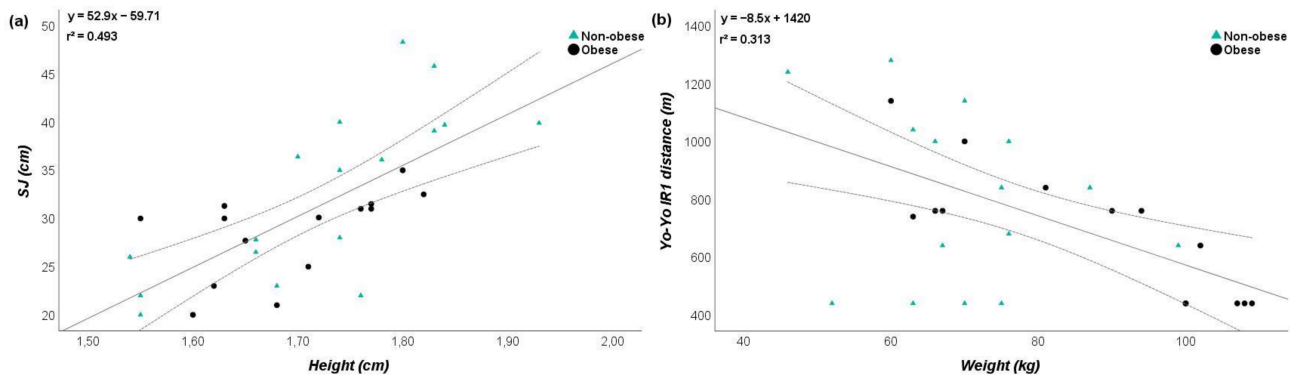 (a)
y = 52.9x – 59.71
r² = 0.493
Non-obese
Obese
SJ (cm)
50
45
40
35
30
25
20
1,50
1,60
1,70
1,80
1,90
2,00
Height (cm)
(b)
y = –8.5x + 1420
r² = 0.313
Non-obese
Obese
Yo-Yo IR1 distance (m)
1400
1200
1000
800
600
400
40
60
80
100
Weight (kg)